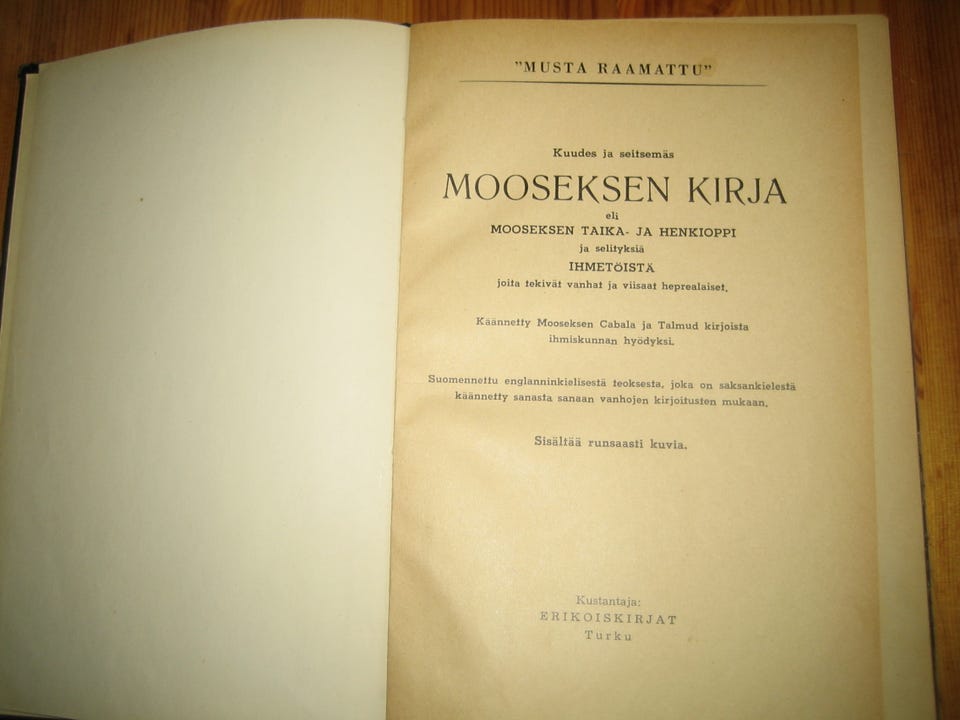 "MUSTA RAAMATTU"
Kuudes ja seitsemäs
MOOSEKSEN KIRJA
eli
MOOSEKSEN TAIKA- JA HENKIOPPI
ja selityksiä
IHMETÖISTÄ
joita tekivät vanhat ja viisaat heprealaiset.
Käännetty Mooseksen Cabala ja Talmud kirjoista
ihmiskunnan hyödyksi.
Suomennettu englanninkielisestä teoksesta, joka on saksankielestä
käännetty sanasta sanaan vanhojen kirjoitusten mukaan.
Sisältää runsaasti kuvia.
Kustantaja:
ERIKOISKIRJAT
Turku